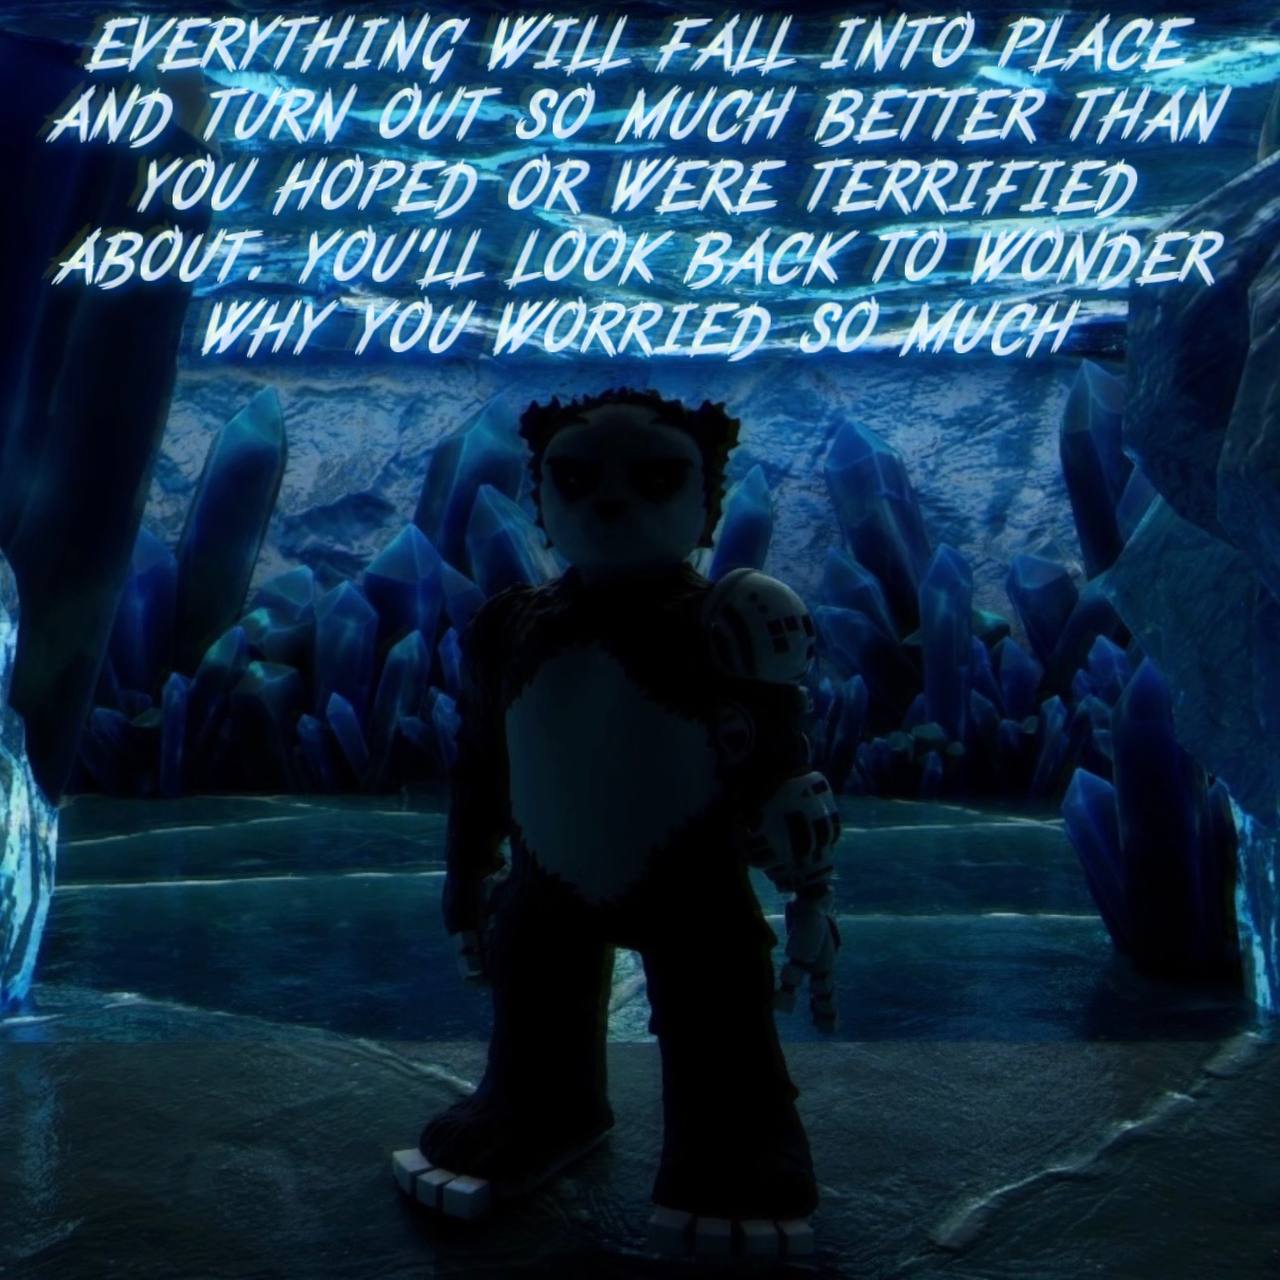 EVERYTHING WILL FALL INTO PLACE
AND TURN OUT SO MUCH BETTER THAN
YOU HOPED OR WERE TERRIFIED
ABOUT. YOU'LL LOOK BACK TO WONDER
WHY YOU WORRIED SO MUCH